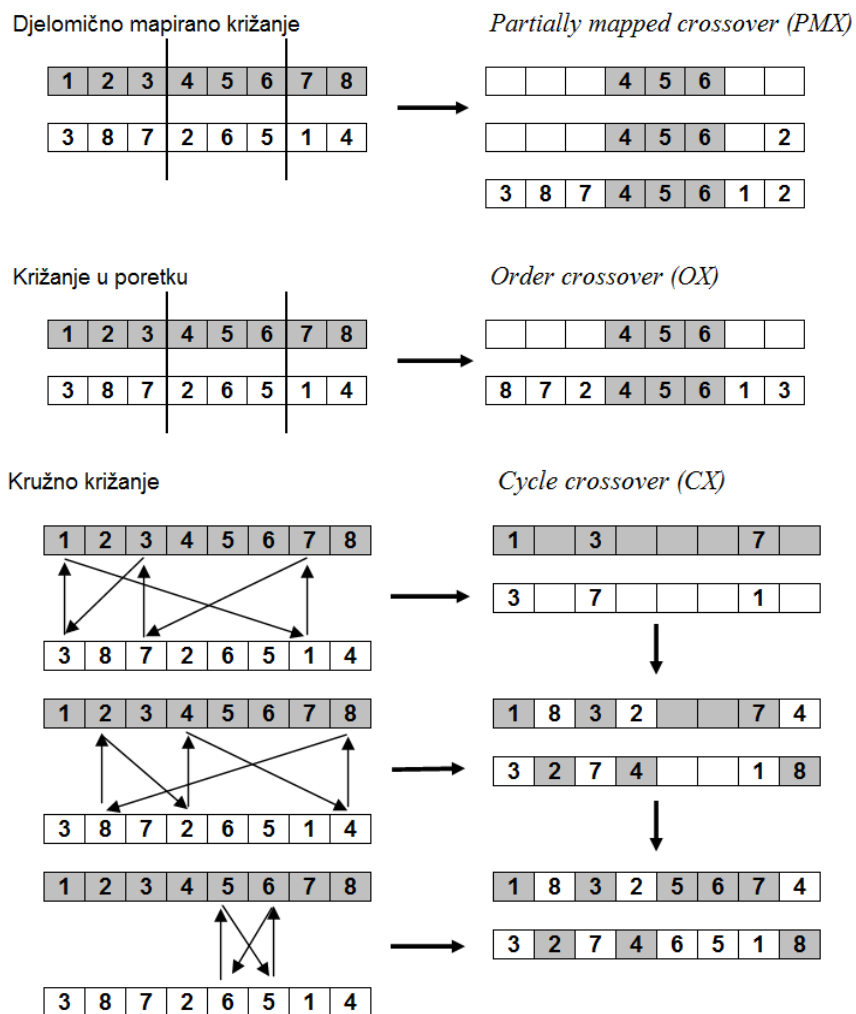 Djelomično mapirano križanje
Partially mapped crossover (PMX)
1 2 3 4 5 6 7 8
4 5 6
3 8 7 2 6 5 1 4
4 5 6 2
3 8 7 4 5 6 1 2
Križanje u poretku
Order crossover (OX)
1 2 3 4 5 6 7 8
4 5 6
3 8 7 2 6 5 1 4
8 7 2 4 5 6 1 3
Kružno križanje
Cycle crossover (CX)
1 2 3 4 5 6 7 8
1 3 7
3 7 1
3 8 7 2 6 5 1 4
1 2 3 4 5 6 7 8
1 8 3 2 7 4
3 2 7 4 1 8
3 8 7 2 6 5 1 4
1 2 3 4 5 6 7 8
1 8 3 2 5 6 7 4
3 2 7 4 6 5 1 8
3 8 7 2 6 5 1 4